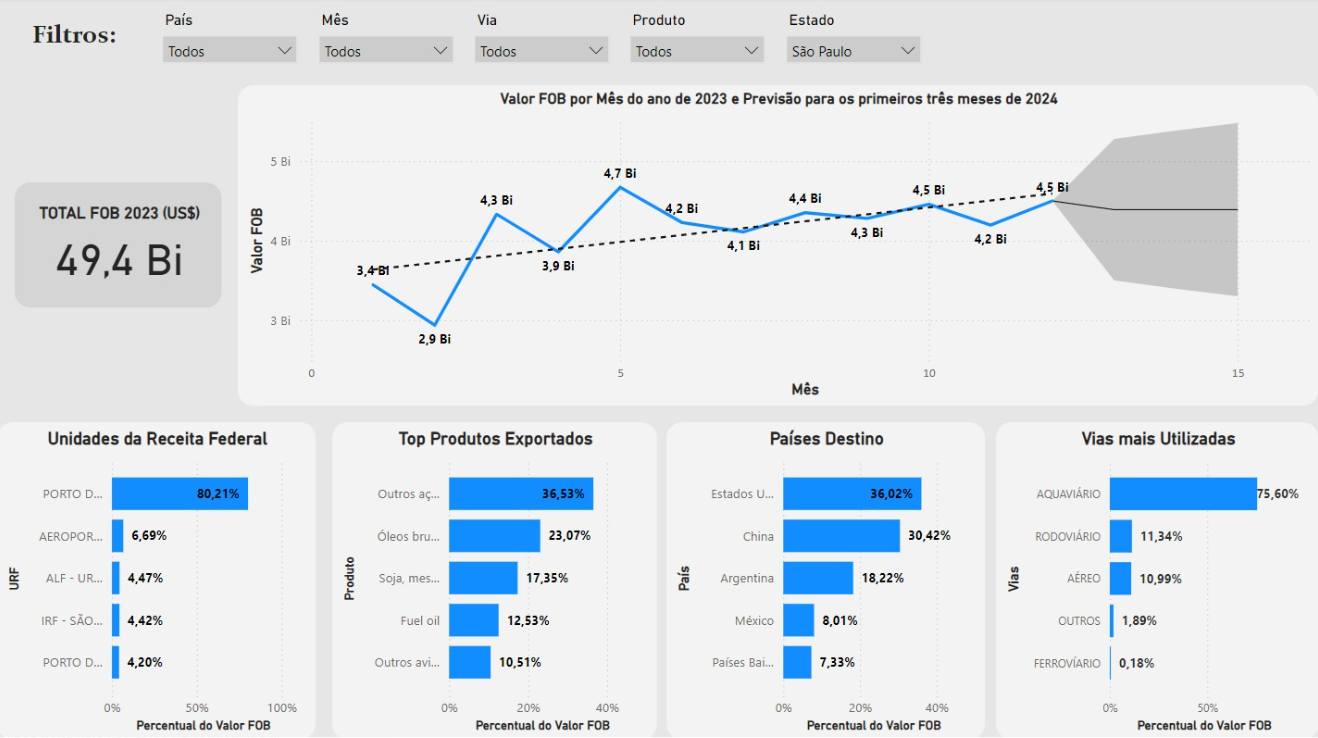 Filtros:
País
Todos
Mês
Todos
Via
Todos
Produto
Todos
Estado
São Paulo
TOTAL FOB 2023 (US$)
49,4 Bi
Valor FOB por Mês do ano de 2023 e Previsão para os primeiros três meses de 2024
Valor FOB
5 Bi
4 Bi
3 Bi
3,4 Bi
2,9 Bi
4,3 Bi
3,9 Bi
4,7 Bi
4,2 Bi
4,1 Bi
4,4 Bi
4,3 Bi
4,5 Bi
4,2 Bi
4,5 Bi
0
5
10
15
Mês
Unidades da Receita Federal
URF
PORTO D... 80,21%
AEROPOR... 6,69%
ALF - UR... 4,47%
IRF - SÃO... 4,42%
PORTO D... 4,20%
0% 50% 100%
Percentual do Valor FOB
Top Produtos Exportados
Produto
Outros aç... 36,53%
Óleos bru... 23,07%
Soja, mes... 17,35%
Fuel oil 12,53%
Outros avi... 10,51%
0% 20% 40%
Percentual do Valor FOB
Países Destino
País
Estados U... 36,02%
China 30,42%
Argentina 18,22%
México 8,01%
Países Bai... 7,33%
0% 20% 40%
Percentual do Valor FOB
Vias mais Utilizadas
Vias
AQUAVIÁRIO 75,60%
RODOVIÁRIO 11,34%
AÉREO 10,99%
OUTROS 1,89%
FERROVÍARIO 0,18%
0% 50%
Percentual do Valor FOB